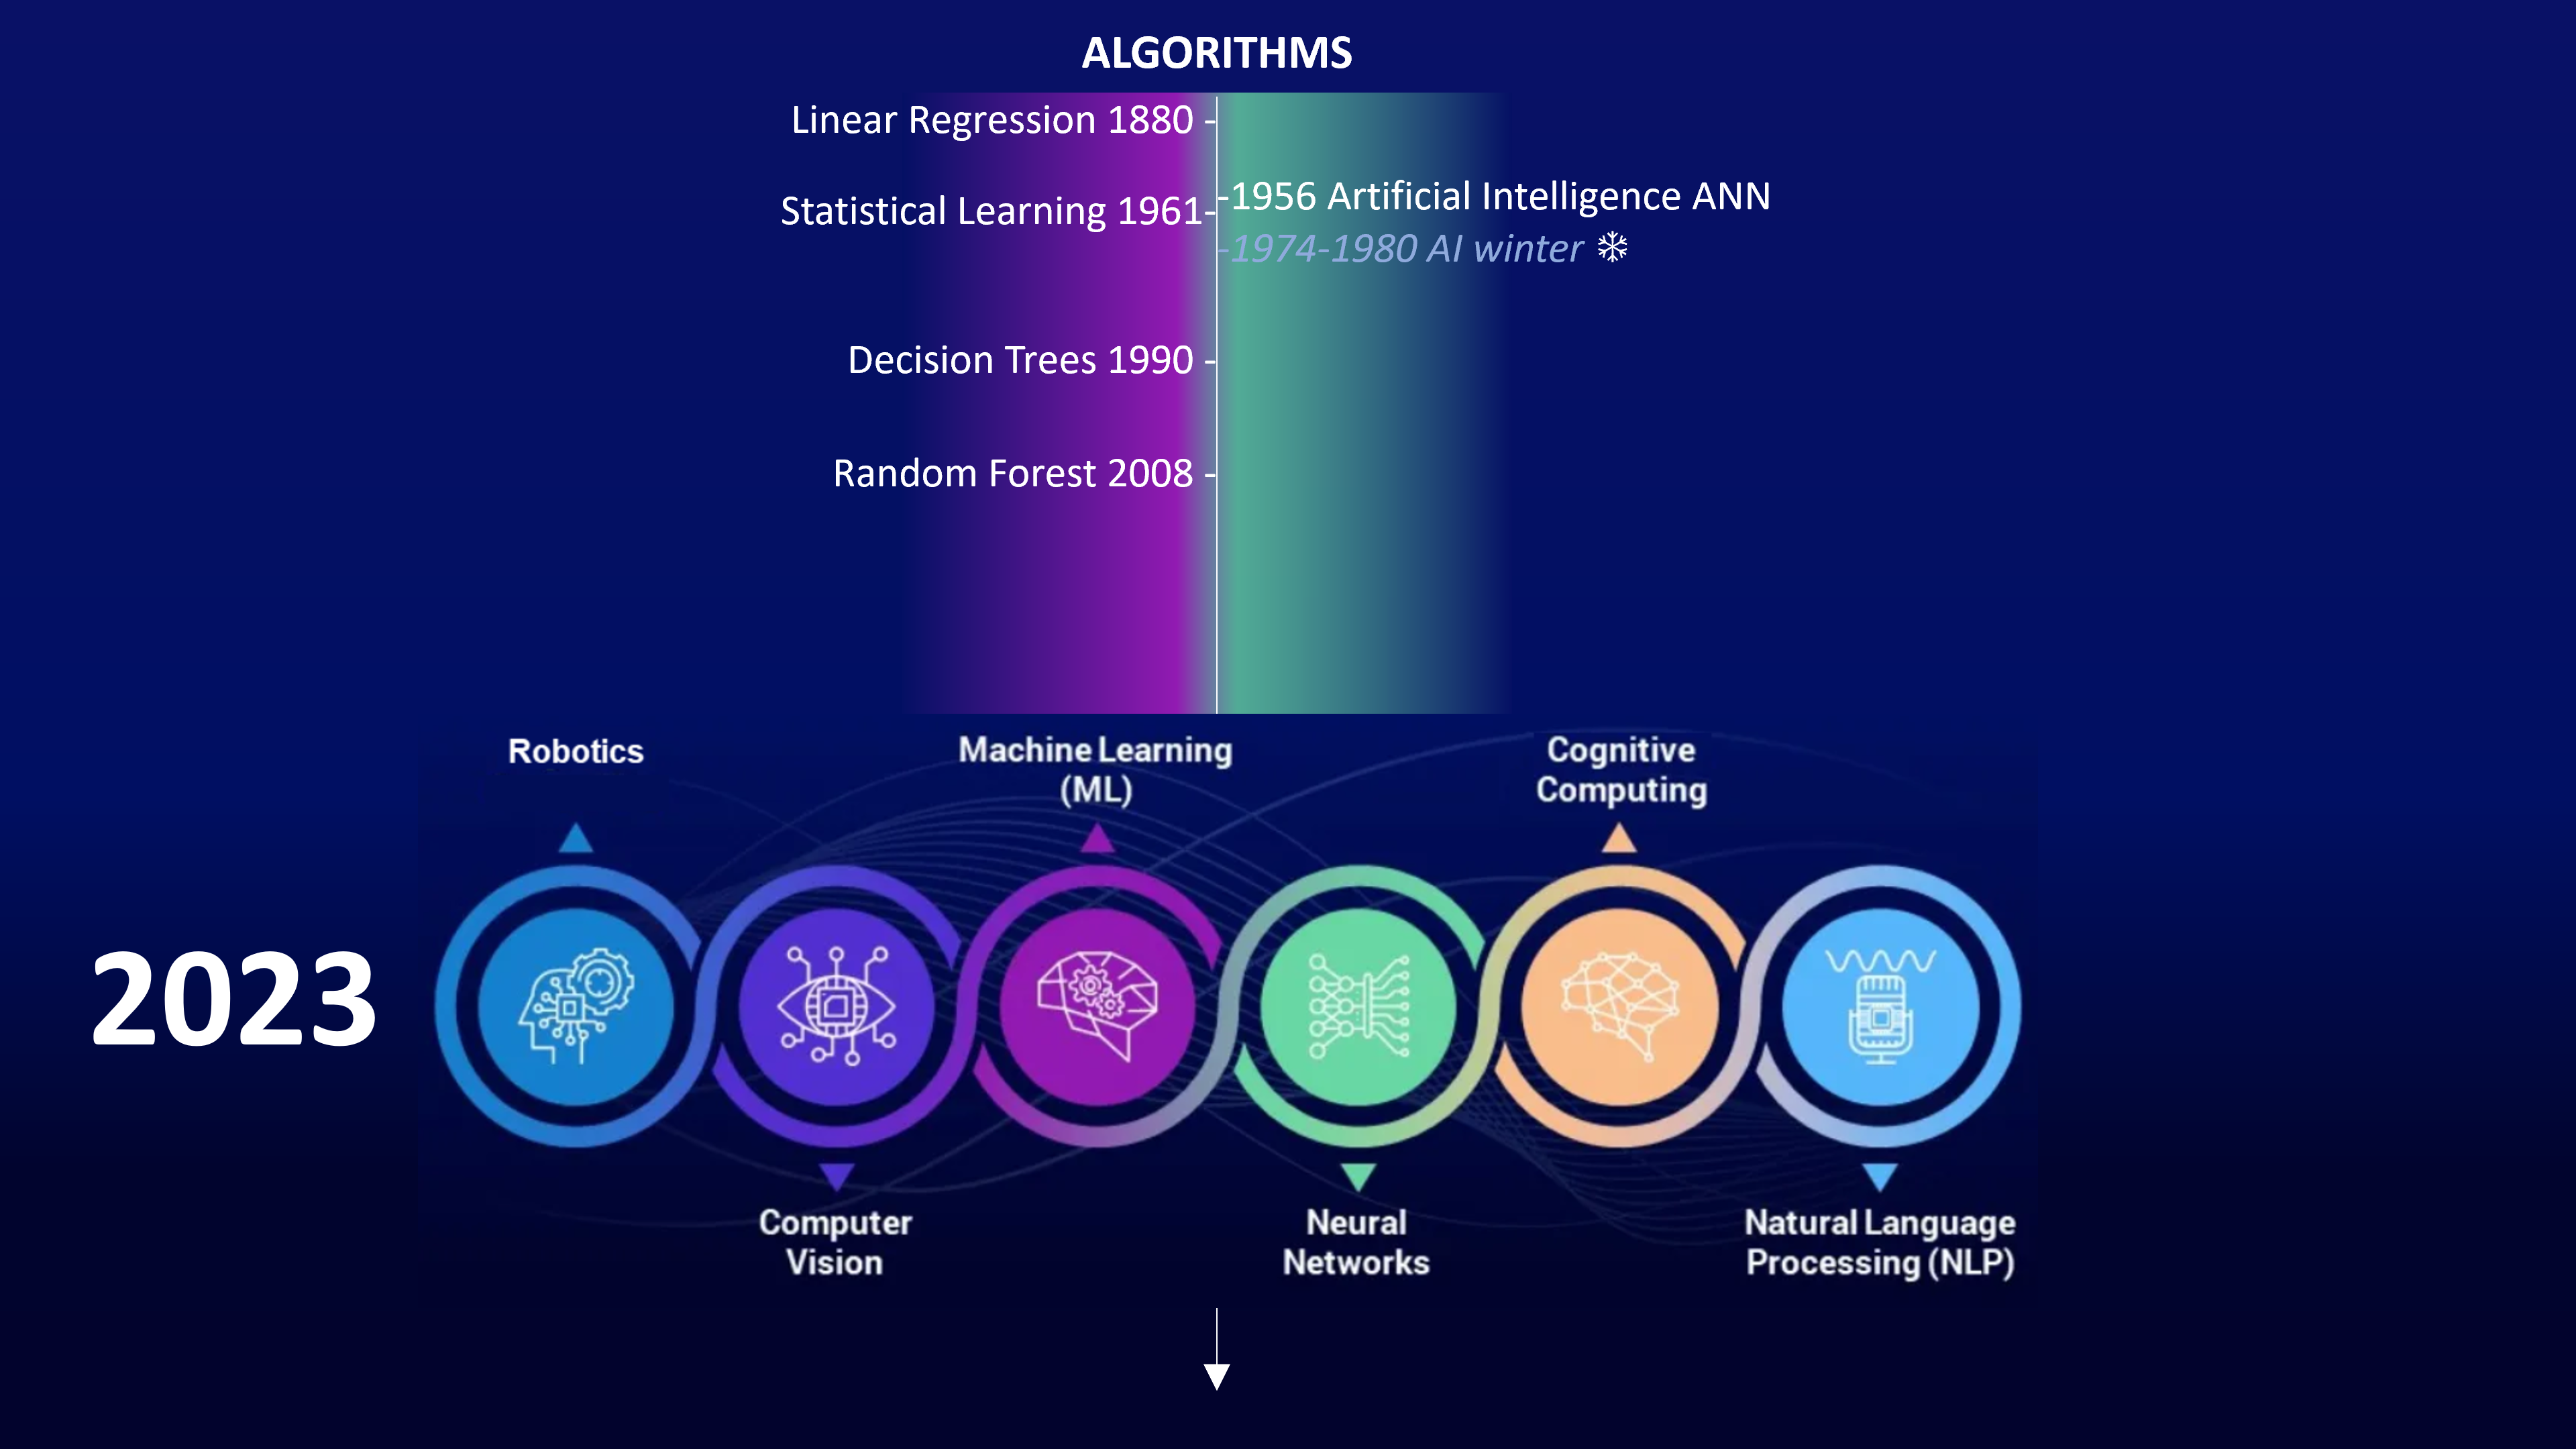 ALGORITHMS
Linear Regression 1880 -
-1956 Artificial Intelligence ANN
Statistical Learning 1961-
-1974-1980 AI winter ❄
Decision Trees 1990 -
Random Forest 2008 -
Robotics
Machine Learning
(ML)
Cognitive
Computing
2023
Computer
Vision
Neural
Networks
Natural Language
Processing (NLP)